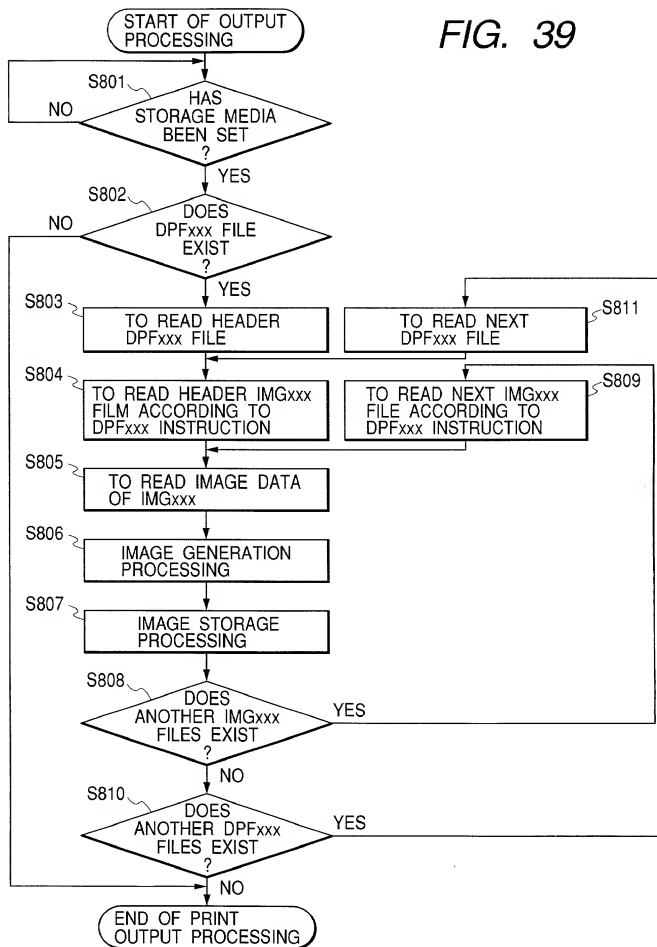 START OF OUTPUT
PROCESSING
FIG. 39
S801
HAS
STORAGE MEDIA
BEEN SET
?
NO
YES
S802
DOES
DPFxxx FILE
EXIST
?
NO
YES
S803
TO READ HEADER
DPFxxx FILE
S811
TO READ NEXT
DPFxxx FILE
S804
TO READ HEADER IMGxxx
FILM ACCORDING TO
DPFxxx INSTRUCTION
S809
TO READ NEXT IMGxxx
FILE ACCORDING TO
DPFxxx INSTRUCTION
S805
TO READ IMAGE DATA
OF IMGxxx
S806
IMAGE GENERATION
PROCESSING
S807
IMAGE STORAGE
PROCESSING
S808
DOES
ANOTHER IMGxxx
FILES EXIST
?
YES
NO
S810
DOES
ANOTHER DPFxxx
FILES EXIST
?
YES
NO
END OF PRINT
OUTPUT PROCESSING